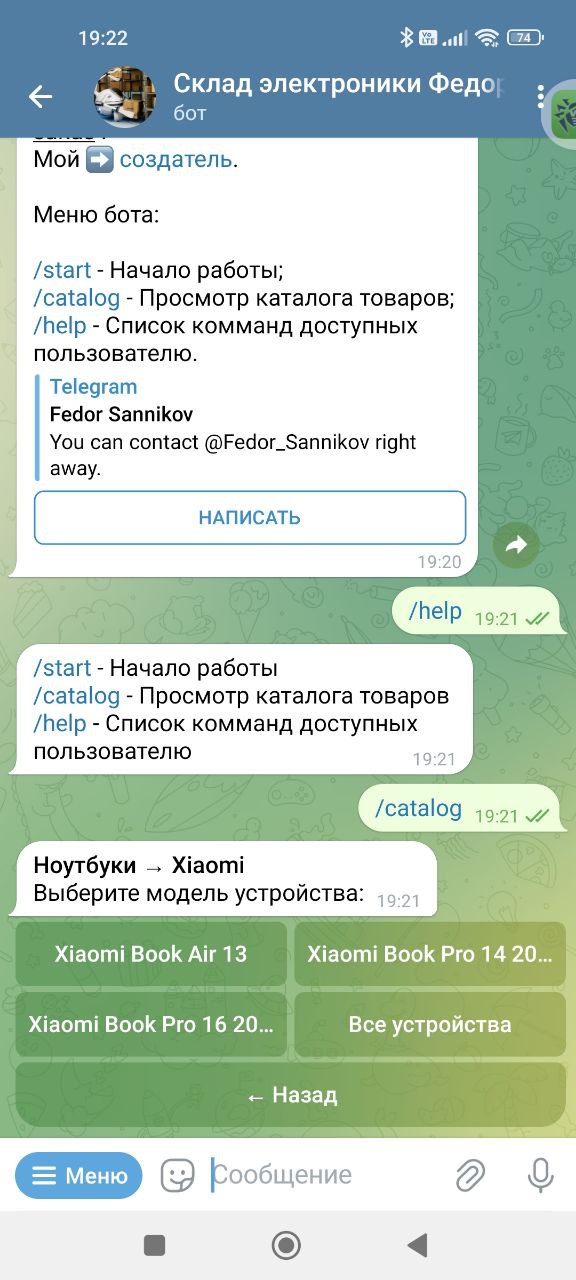 19:22
Vo
LTE
74
Склад электроники Федо
бот
Мой ➡ создатель.
Меню бота:
/start - Начало работы;
/catalog - Просмотр каталога товаров;
/help - Список комманд доступных
пользователю.
Telegram
Fedor Sannikov
You can contact @Fedor_Sannikov right
away.
НАПИСАТЬ
19:20
/help 19:21
/start - Начало работы
/catalog - Просмотр каталога товаров
/help - Список комманд доступных
пользователю 19:21
/catalog 19:21
Ноутбуки → Xiaomi
Выберите модель устройства: 19:21
Xiaomi Book Air 13
Xiaomi Book Pro 14 20...
Xiaomi Book Pro 16 20...
Все устройства
← Назад
Меню
Сообщение